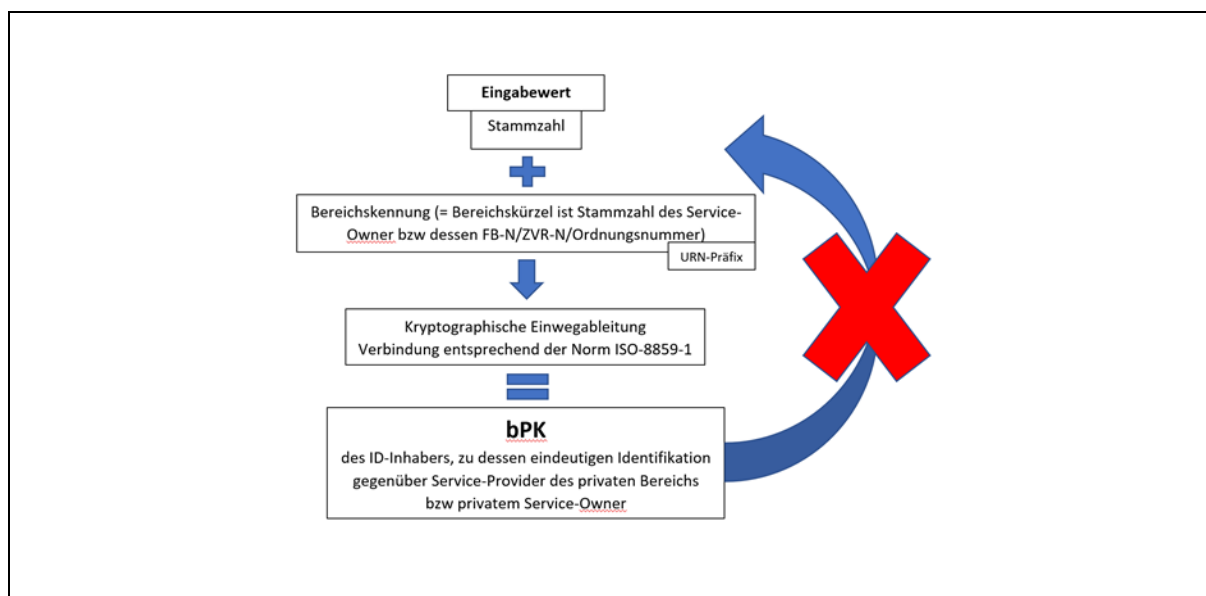 Eingabewert
Stammzahl
Bereichskennung (= Bereichskürzel ist Stammzahl des Service-
Owner bzw dessen FB-N/ZVR-N/Ordnungsnummer)
URN-Präfix
Kryptographische Einwegableitung
Verbindung entsprechend der Norm ISO-8859-1
bPK
des ID-Inhabers, zu dessen eindeutigen Identifikation
gegenüber Service-Provider des privaten Bereichs
bzw privatem Service-Owner